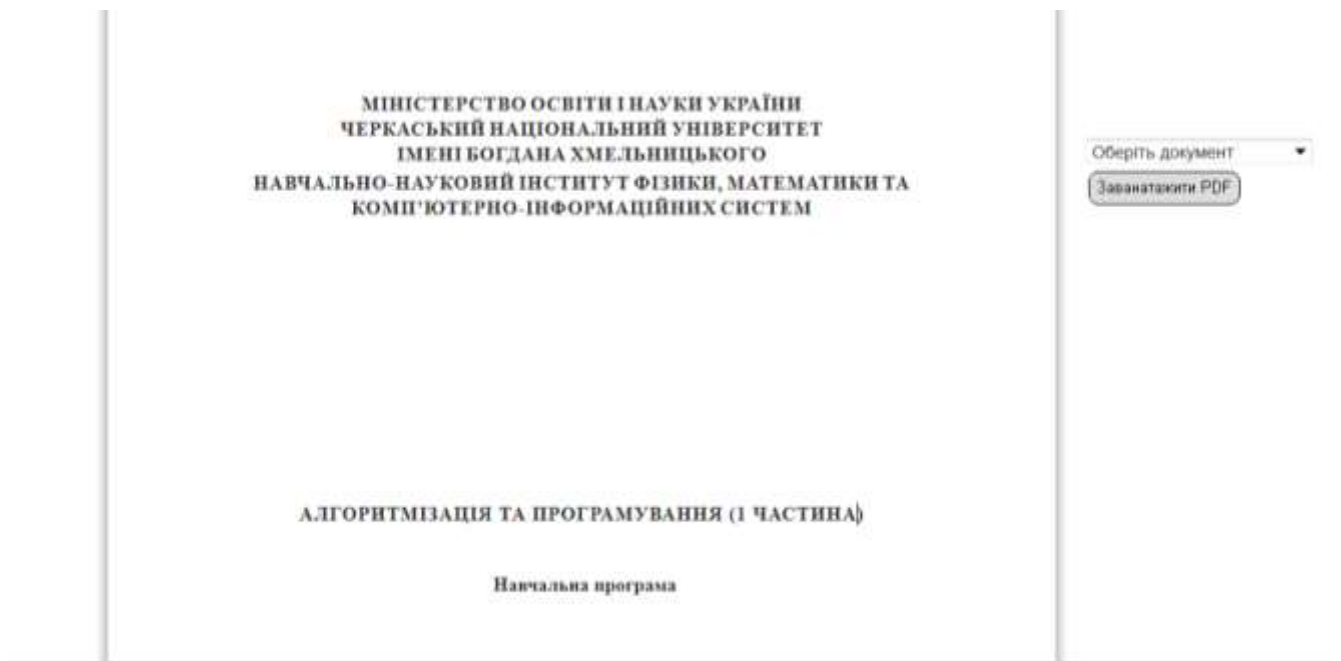 МІНІСТЕРСТВО ОСВІТИ І НАУКИ УКРАЇНИ
ЧЕРКАСЬКИЙ НАЦІОНАЛЬНИЙ УНІВЕРСИТЕТ
ІМЕНІ БОГДАНА ХМЕЛЬНИЦЬКОГО
НАВЧАЛЬНО-НАУКОВИЙ ІНСТИТУТ ФІЗИКИ, МАТЕМАТИКИ ТА
КОМП'ЮТЕРНО-ІНФОРМАЦІЙНИХ СИСТЕМ
АЛГОРИТМІЗАЦІЯ ТА ПРОГРАМУВАННЯ (1 ЧАСТИНА)
Навчальна програма
Оберіть документ
Заванатажити PDF